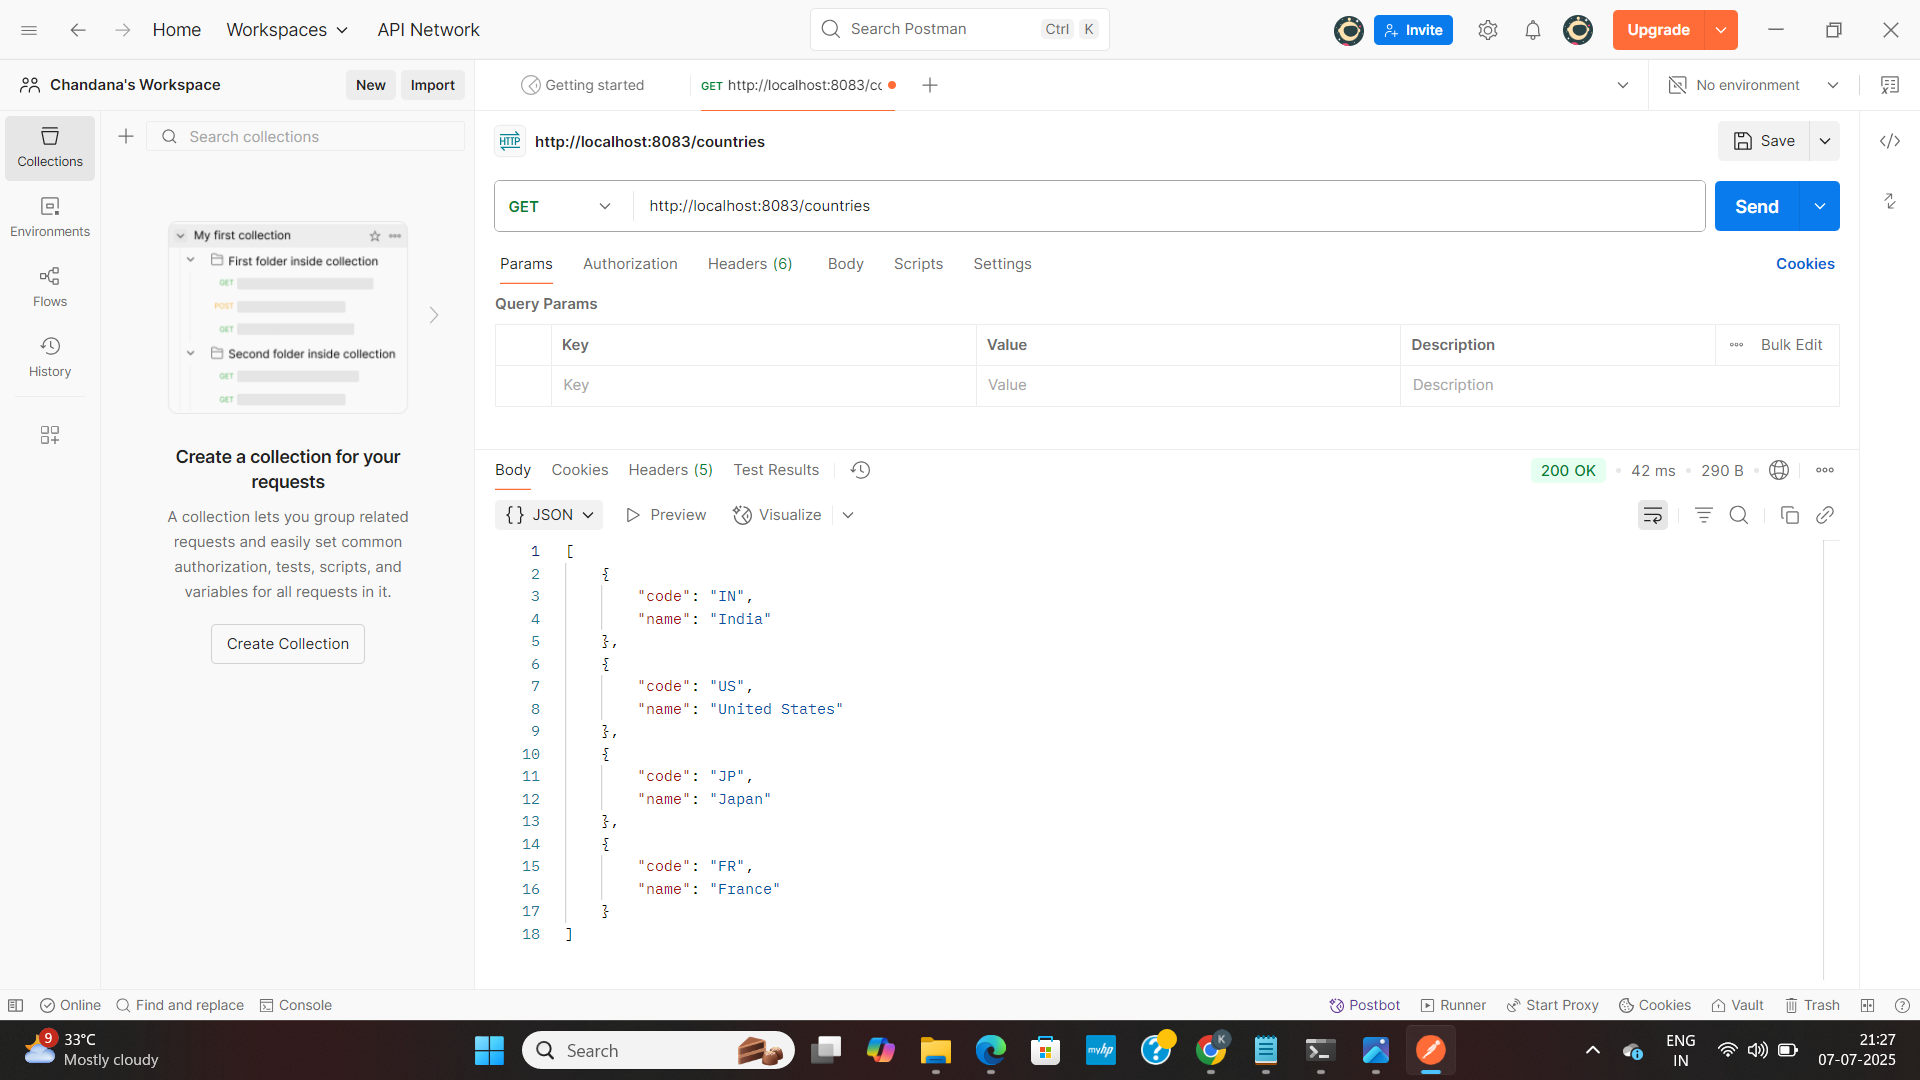 Home
Workspaces
API Network
Search Postman
Ctrl K
Invite
Upgrade
Chandana's Workspace
New
Import
Getting started
GET http://localhost:8083/cc
No environment
Collections
Environments
Flows
History
Search collections
My first collection
First folder inside collection
GET
POST
GET
Second folder inside collection
GET
GET
Create a collection for your
requests
A collection lets you group related
requests and easily set common
authorization, tests, scripts, and
variables for all requests in it.
Create Collection
HTTP
http://localhost:8083/countries
Save
GET
http://localhost:8083/countries
Send
Params
Authorization
Headers (6)
Body
Scripts
Settings
Cookies
Query Params
Key
Value
Description
Bulk Edit
Key
Value
Description
Body
Cookies
Headers (5)
Test Results
200 OK
42 ms
290 B
{} JSON
Preview
Visualize
1 [
2 {
3 "code": "IN",
4 "name": "India"
5 },
6 {
7 "code": "US",
8 "name": "United States"
9 },
10 {
11 "code": "JP",
12 "name": "Japan"
13 },
14 {
15 "code": "FR",
16 "name": "France"
17 }
18 ]
Online
Find and replace
Console
Postbot
Runner
Start Proxy
Cookies
Vault
Trash
9
33°C
Mostly cloudy
Search
myhp
K
ENG
IN
21:27
07-07-2025